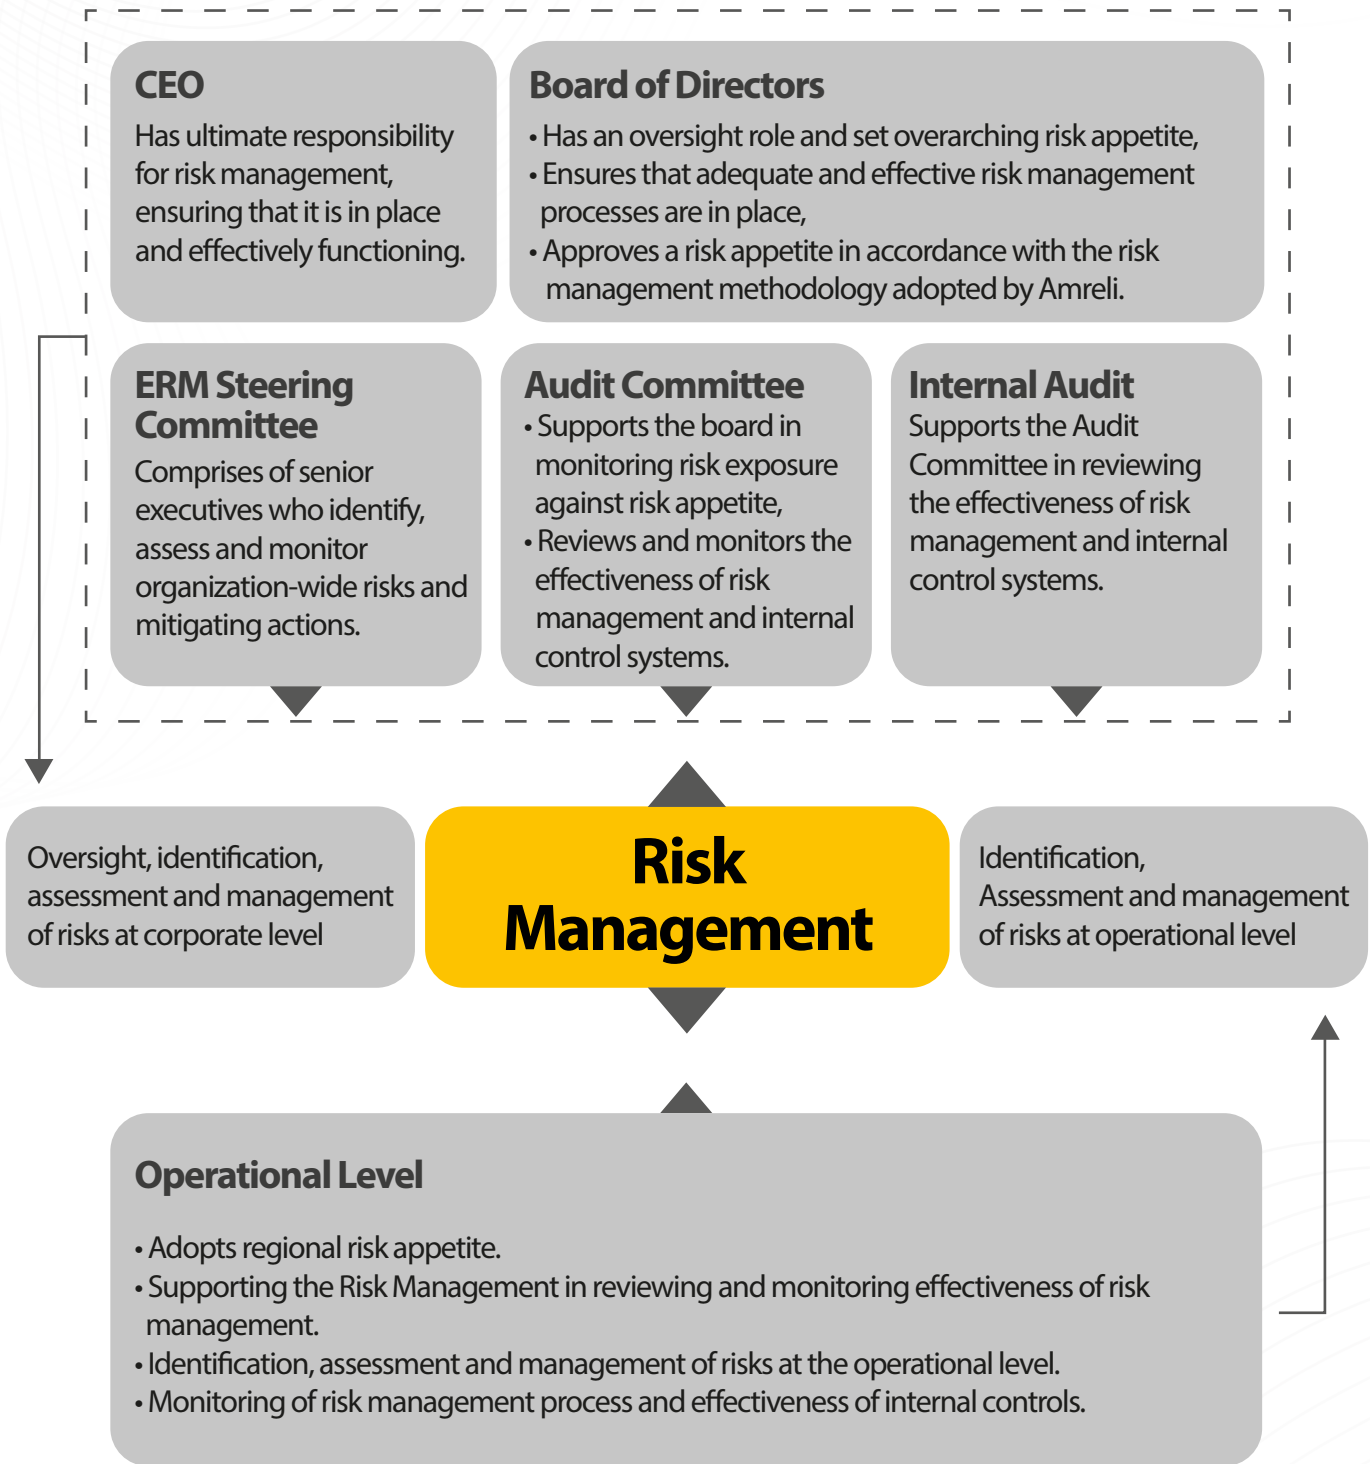 CEO
Has ultimate responsibility
for risk management,
ensuring that it is in place
and effectively functioning.
Board of Directors
• Has an oversight role and set overarching risk appetite,
• Ensures that adequate and effective risk management
processes are in place,
• Approves a risk appetite in accordance with the risk
management methodology adopted by Amreli.
ERM Steering
Committee
Comprises of senior
executives who identify,
assess and monitor
organization-wide risks and
mitigating actions.
Audit Committee
• Supports the board in
monitoring risk exposure
against risk appetite,
• Reviews and monitors the
effectiveness of risk
management and internal
control systems.
Internal Audit
Supports the Audit
Committee in reviewing
the effectiveness of risk
management and internal
control systems.
Oversight, identification,
assessment and management
of risks at corporate level
Risk
Management
Identification,
Assessment and management
of risks at operational level
Operational Level
• Adopts regional risk appetite.
• Supporting the Risk Management in reviewing and monitoring effectiveness of risk
management.
• Identification, assessment and management of risks at the operational level.
• Monitoring of risk management process and effectiveness of internal controls.